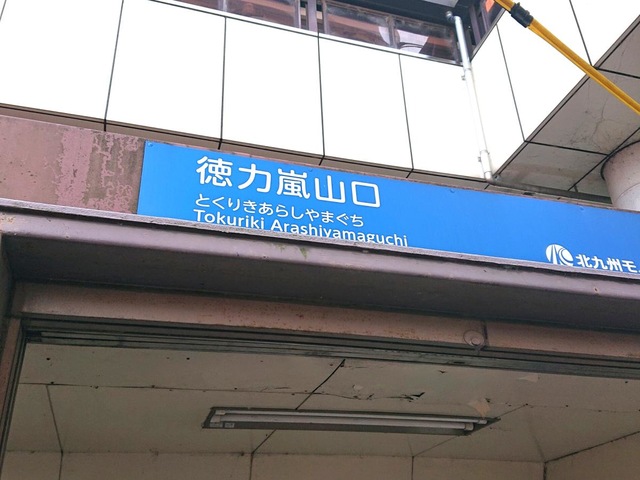 徳力嵐山口
とくりきあらしやまぐち
Tokuriki Arashiyamaguchi
北九州モ